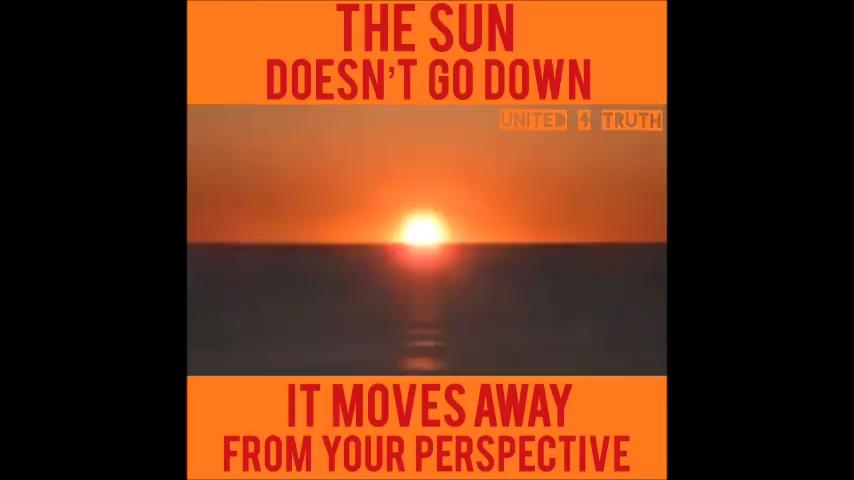 THE SUN
DOESN'T GO DOWN
UNITED 4 TRUTH
IT MOVES AWAY
FROM YOUR PERSPECTIVE